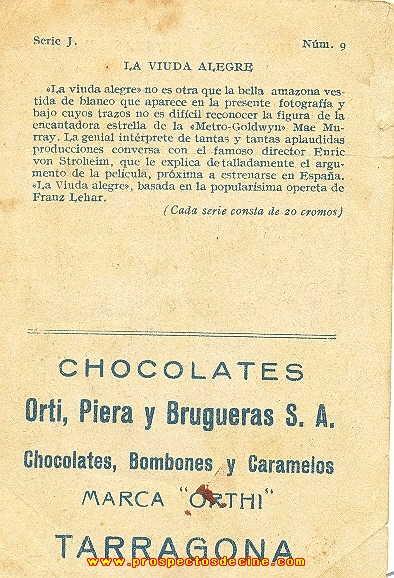 Serie J. Núm. 9
LA VIUDA ALEGRE
«La viuda alegre» no es otra que la bella amazona ves-
tida de blanco que aparece en la presente fotografía y
bajo cuyos trazos no es difícil reconocer la figura de la
encantadora estrella de la «Metro-Goldwyn» Mae Mu-
rray. La genial intérprete de tantas y tantas aplaudidas
producciones conversa con el famoso director Enric
von Stroheim, que le explica detalladamente el argu-
mento de la película, próxima a estrenarse en España.
«La Viuda alegre», basada en la popularísima opereta de
Franz Lehar.
(Cada serie consta de 20 cromos)
CHOCOLATES
Orti, Piera y Brugueras S. A.
Chocolates, Bombones y Caramelos
MARCA "ORTHI"
TARRAGONA
www.prospectosdecine.com